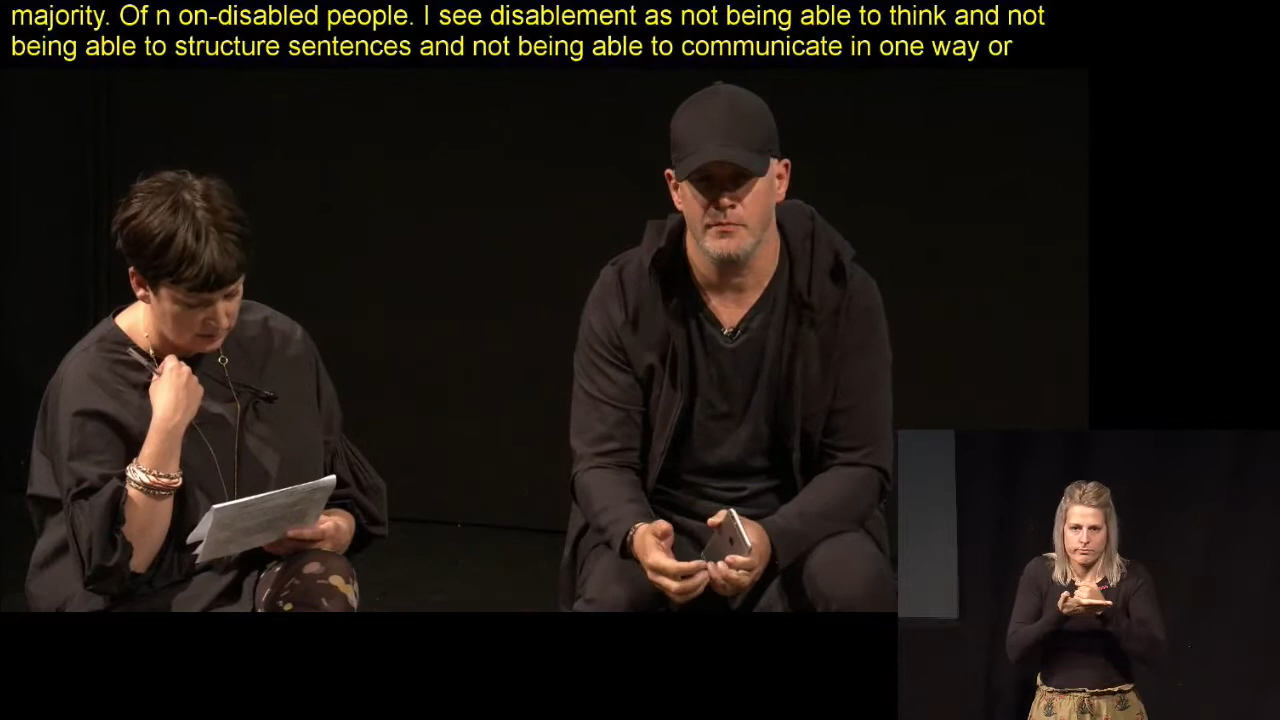 majority. Of n on-disabled people. I see disablement as not being able to think and not
being able to structure sentences and not being able to communicate in one way or